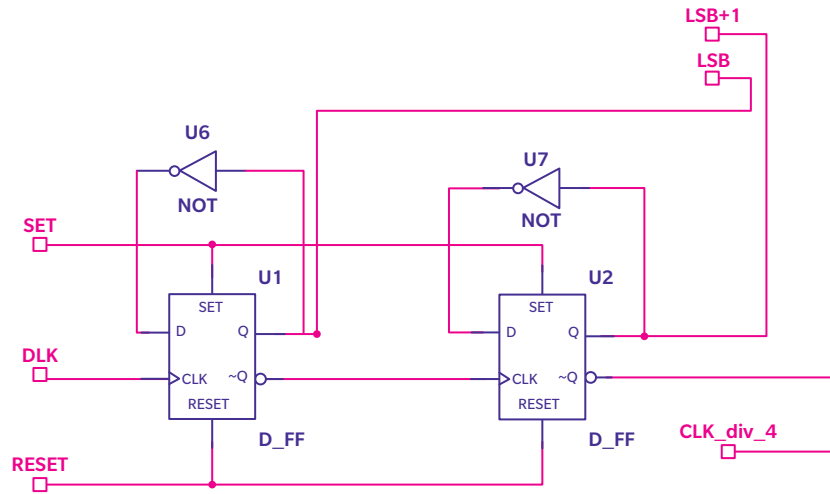 LSB+1
LSB
U6
NOT
U7
NOT
SET
U1
SET
D
Q
CLK
~Q
RESET
D_FF
U2
SET
D
Q
CLK
~Q
RESET
D_FF
DLK
CLK_div_4
RESET